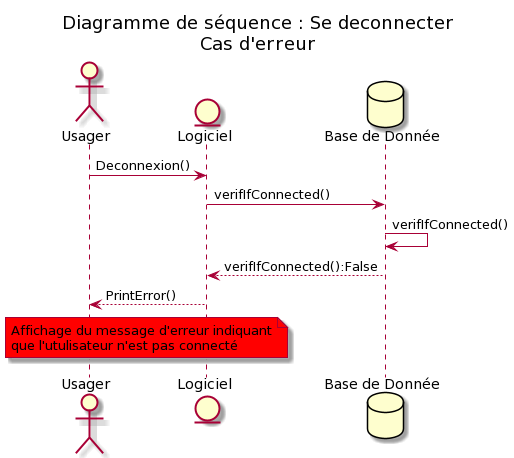 Diagramme de séquence : Se deconnecter
Cas d'erreur
Usager
Logiciel
Base de Donnée
Deconnexion()
verifIfConnected()
verifIfConnected()
verifIfConnected():False
PrintError()
Affichage du message d'erreur indiquant
que l'utulisateur n'est pas connecté
Usager
Logiciel
Base de Donnée